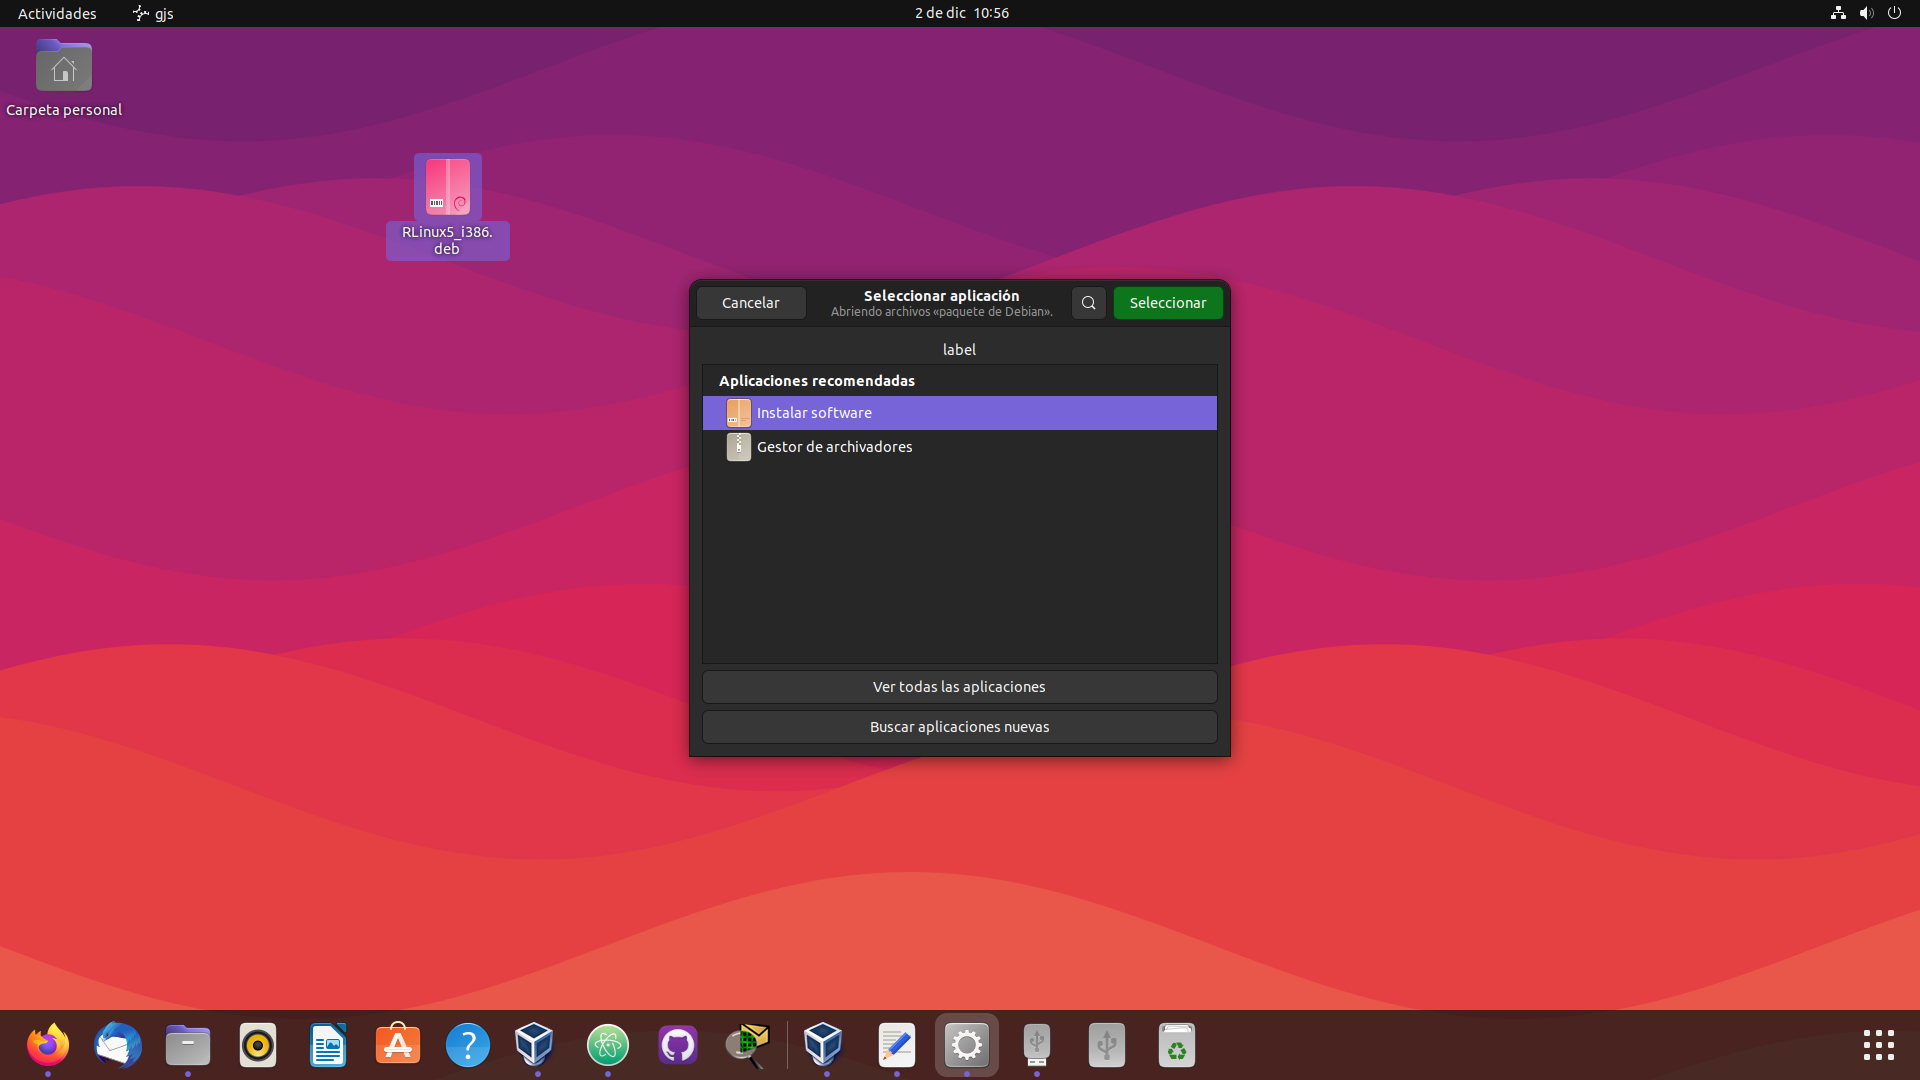 Actividades
gjs
2 de dic 10:56
Carpeta personal
RLinux5_i386.
deb
Cancelar
Seleccionar aplicación
Abriendo archivos «paquete de Debian».
Seleccionar
label
Aplicaciones recomendadas
Instalar software
Gestor de archivadores
Ver todas las aplicaciones
Buscar aplicaciones nuevas